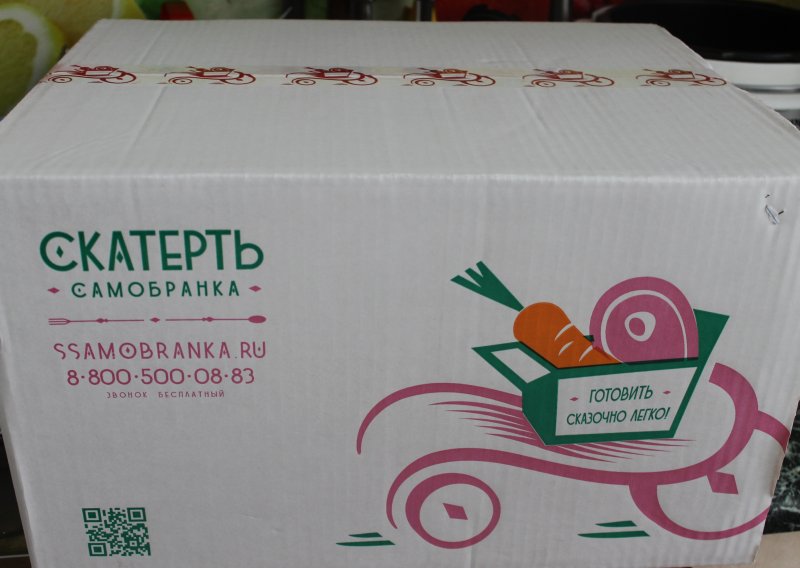 СКАТЕРТЬ
САМОБРАНКА
SSAMOBRANKA.RU
8·800·500·08·83
ЗВОНОК БЕСПЛАТНЫЙ
ГОТОВИТЬ
СКАЗОЧНО ЛЕГКО!